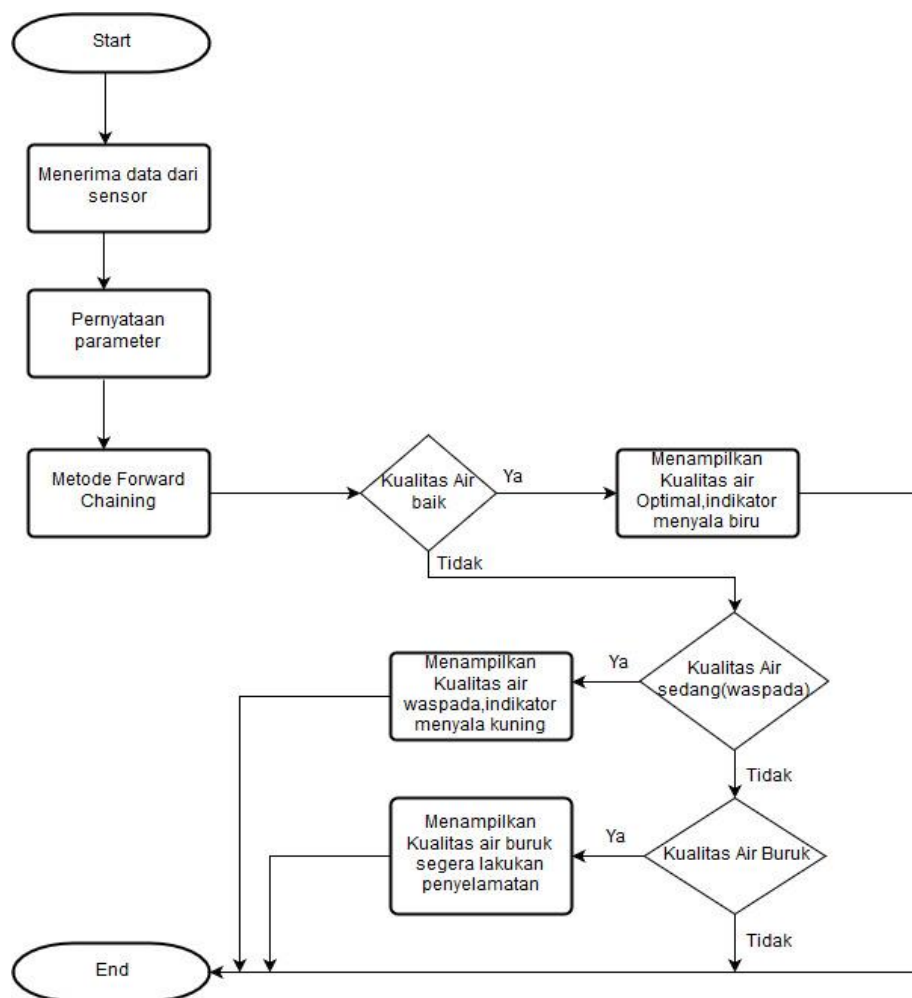 Start
Menerima data dari
sensor
Pernyataan
parameter
Metode Forward
Chaining
Kualitas Air
baik
Ya
Menampilkan
Kualitas air
Optimal,indikator
menyala biru
Tidak
Kualitas Air
sedang(waspada)
Ya
Menampilkan
Kualitas air
waspada,indikator
menyala kuning
Tidak
Kualitas Air Buruk
Ya
Menampilkan
Kualitas air buruk
segera lakukan
penyelamatan
Tidak
End